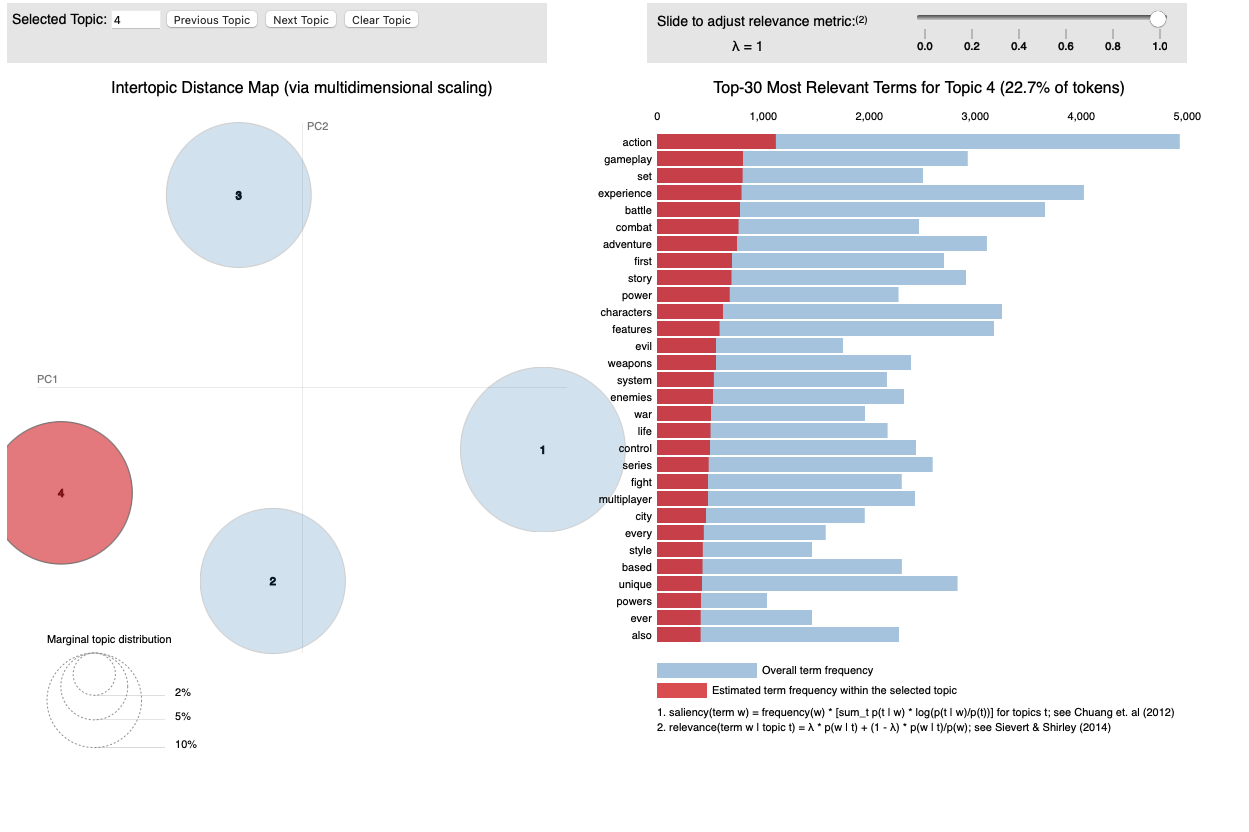 Selected Topic: 4 Previous Topic Next Topic Clear Topic
Slide to adjust relevance metric:(2)
λ = 1
0.0 0.2 0.4 0.6 0.8 1.0
Intertopic Distance Map (via multidimensional scaling)
PC2
PC1
3
1
4
2
Marginal topic distribution
2%
5%
10%
Top-30 Most Relevant Terms for Topic 4 (22.7% of tokens)
0 1,000 2,000 3,000 4,000 5,000
action
gameplay
set
experience
battle
combat
adventure
first
story
power
characters
features
evil
weapons
system
enemies
war
life
control
series
fight
multiplayer
city
every
style
based
unique
powers
ever
also
Overall term frequency
Estimated term frequency within the selected topic
1. saliency(term w) = frequency(w) * [sum_t p(t | w) * log(p(t | w)/p(t))] for topics t; see Chuang et. al (2012)
2. relevance(term w | topic t) = λ * p(w | t) + (1 - λ) * p(w | t)/p(w); see Sievert & Shirley (2014)